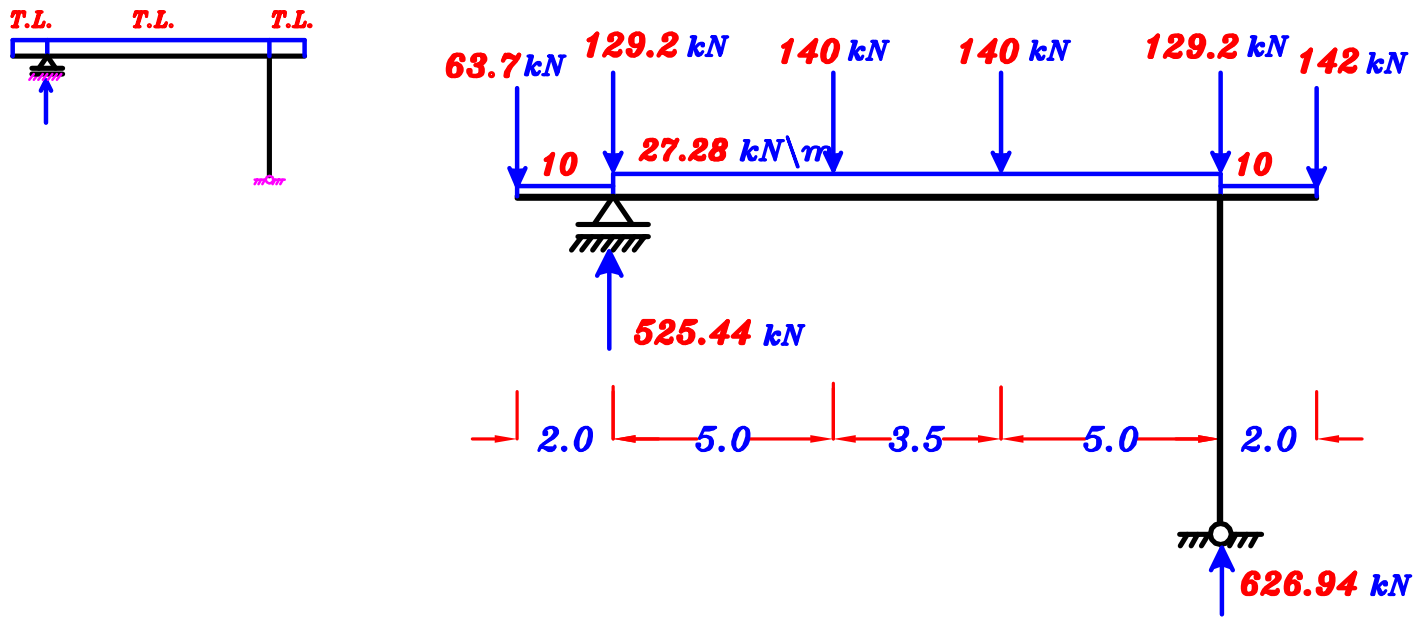 T.L. T.L. T.L.
63.7 kN 129.2 kN 140 kN 140 kN 129.2 kN 142 kN
10 27.28 kN\m 10
525.44 kN
2.0 5.0 3.5 5.0 2.0
626.94 kN